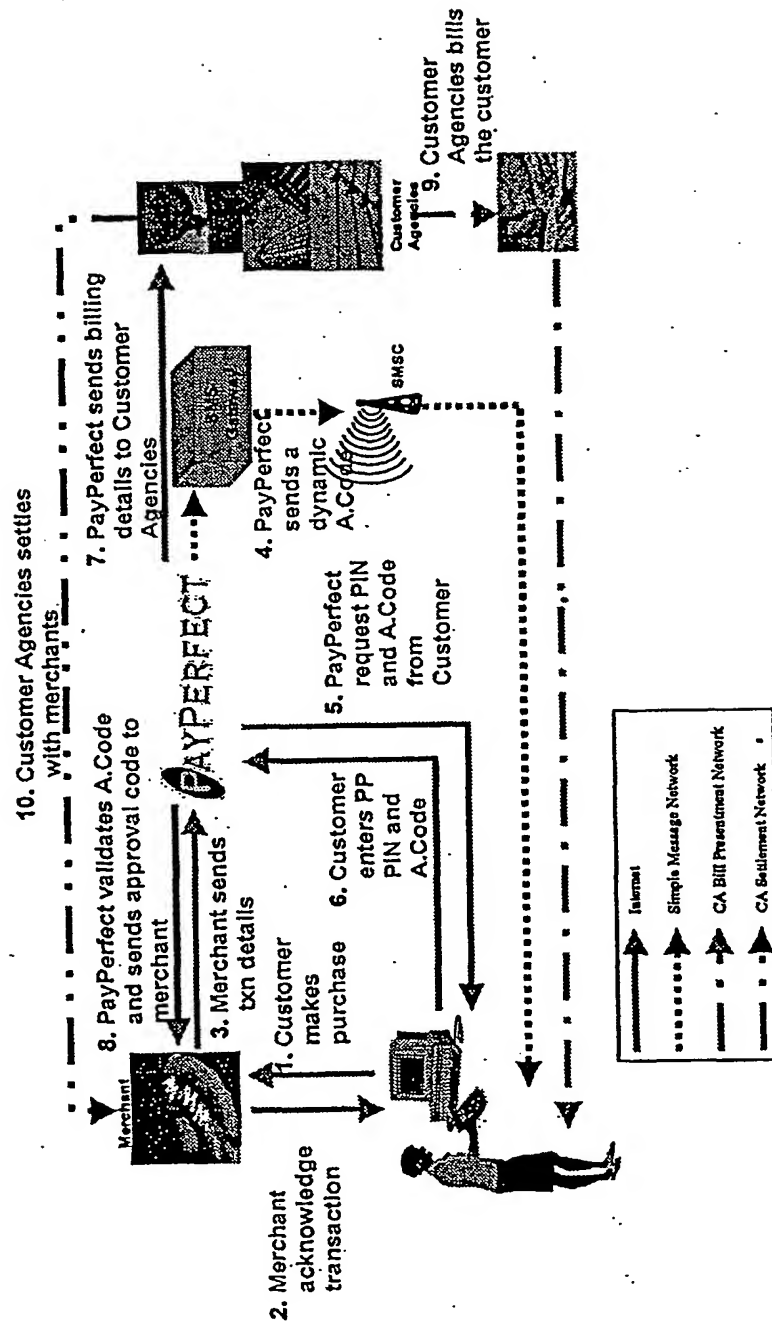 10. Customer Agencies settles
with merchants
8. PayPerfect validates A.Code
and sends approval code to
merchant
7. PayPerfect sends billing
details to Customer
Agencies
Merchant
PAYPERFECT
SMS
Gateway
3. Merchant sends
txn details
4. PayPerfect
sends a
dynamic
A.Code
SMSC
Customer
Agencies
9. Customer
Agencies bills
the customer
1. Customer
makes
purchase
2. Merchant
acknowledge
transaction
6. Customer
enters PP
PIN and
A.Code
5. PayPerfect
request PIN
and A.Code
from
Customer
Internet
Simple Message Network
CA Bill Presentment Network
CA Settlement Network